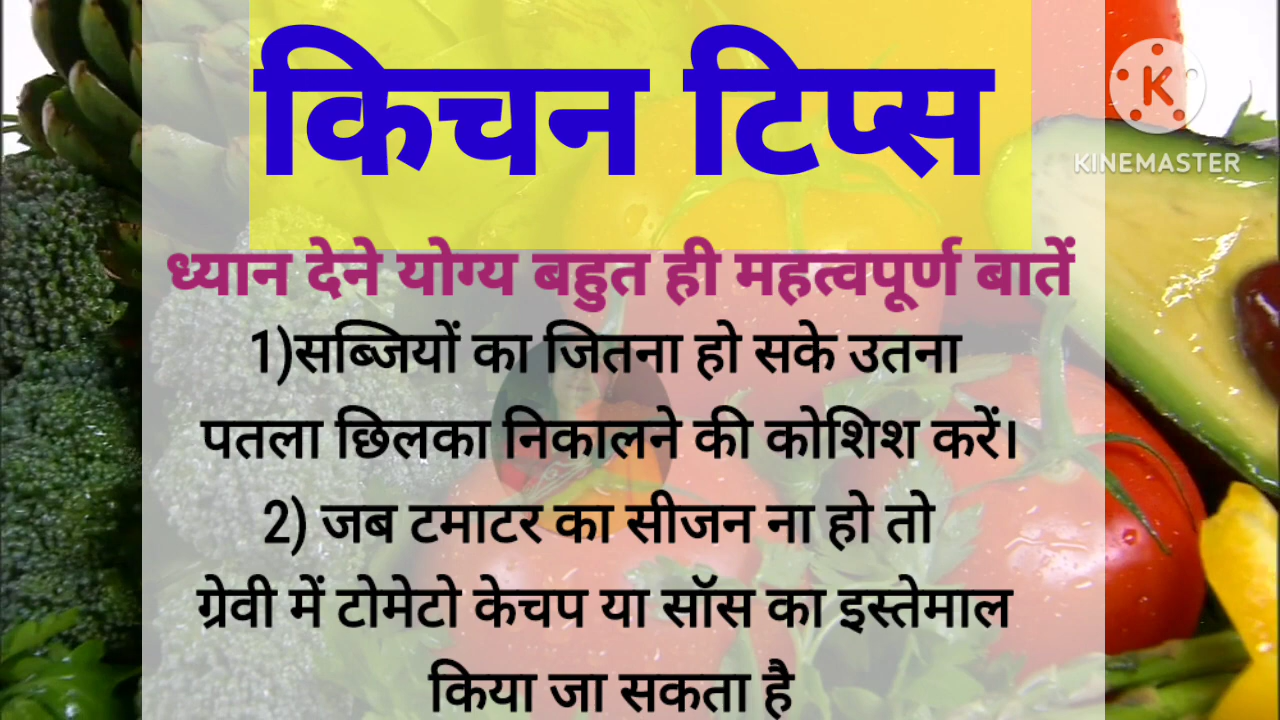 किचन टिप्स
K
KINEMASTER
ध्यान देने योग्य बहुत ही महत्वपूर्ण बातें
1)सब्जियों का जितना हो सके उतना
पतला छिलका निकालने की कोशिश करें।
2) जब टमाटर का सीजन ना हो तो
ग्रेवी में टोमेटो केचप या सॉस का इस्तेमाल
किया जा सकता है